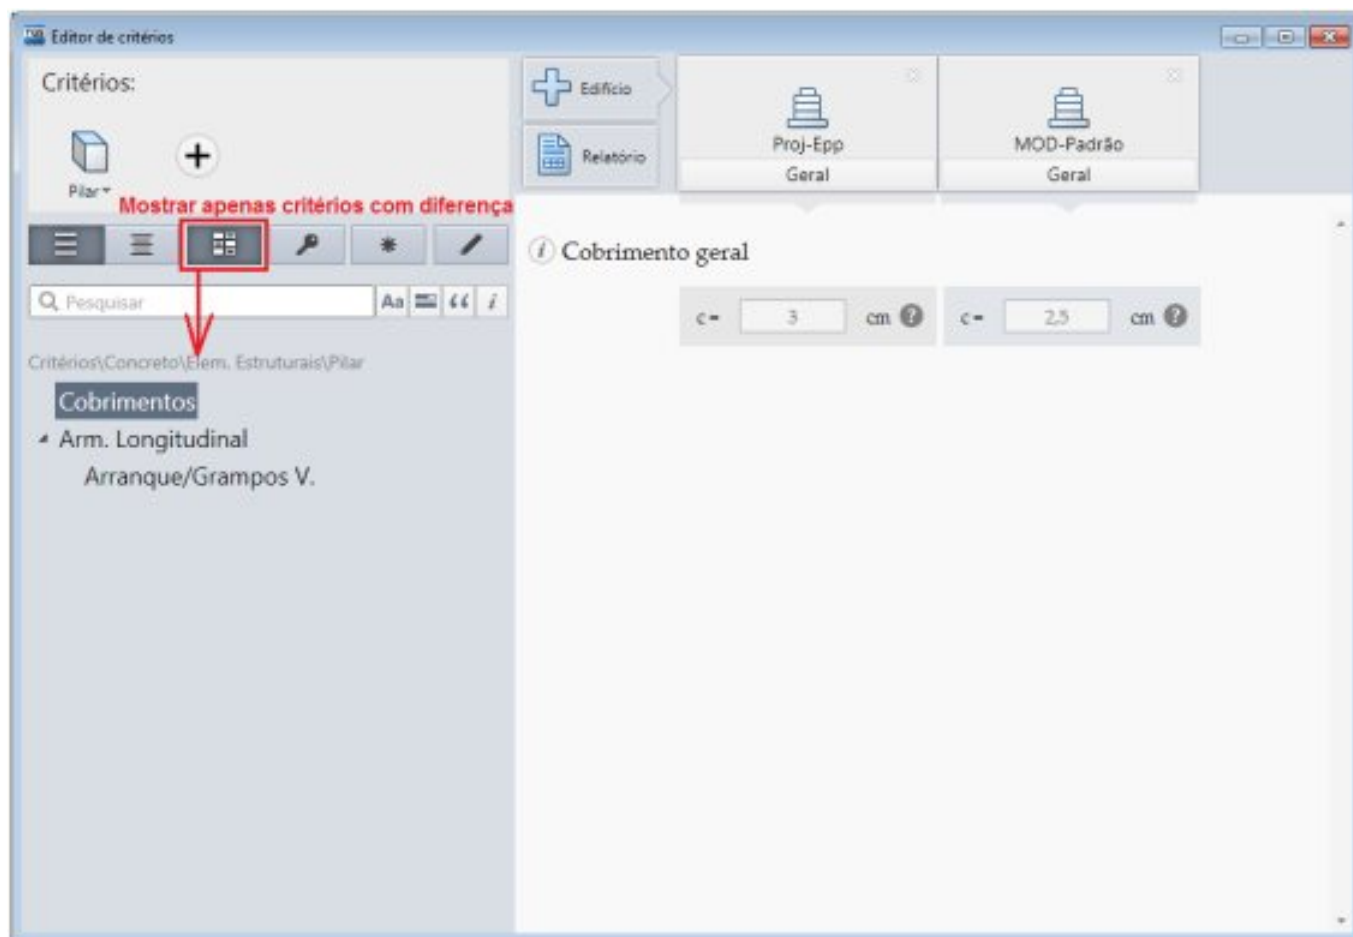 Editor de critérios
Critérios:
Pilar
Mostrar apenas critérios com diferença
Pesquisar
Aa
i
Critérios\Concreto\Elem. Estruturais\Pilar
Cobrimentos
Arm. Longitudinal
Arranque/Grampos V.
Edifício
Relatório
Proj-Epp
Geral
MOD-Padrão
Geral
i Cobrimento geral
c = 3 cm ? c = 2,5 cm ?